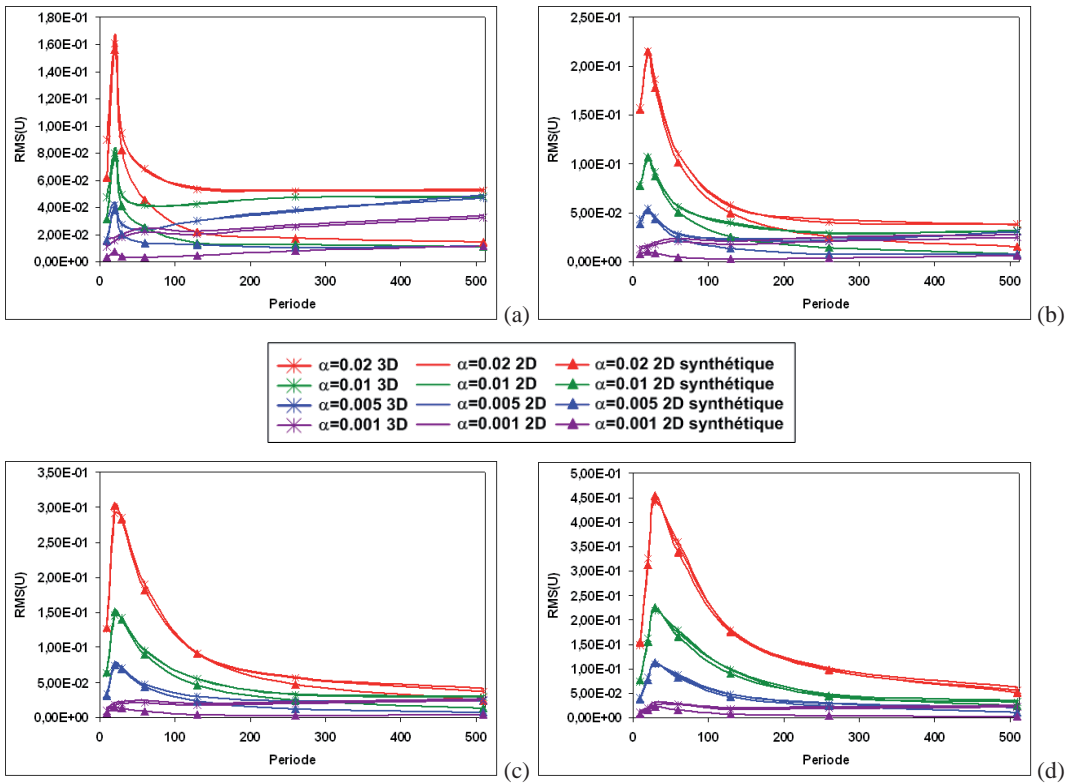 1,80E-01
1,60E-01
1,40E-01
1,20E-01
1,00E-01
8,00E-02
6,00E-02
4,00E-02
2,00E-02
0,00E+00
RMS(U)
0 100 200 300 400 500
Periode
(a)
2,50E-01
2,00E-01
1,50E-01
1,00E-01
5,00E-02
0,00E+00
RMS(U)
0 100 200 300 400 500
Periode
(b)
α=0.02 3D α=0.02 2D α=0.02 2D synthétique
α=0.01 3D α=0.01 2D α=0.01 2D synthétique
α=0.005 3D α=0.005 2D α=0.005 2D synthétique
α=0.001 3D α=0.001 2D α=0.001 2D synthétique
3,50E-01
3,00E-01
2,50E-01
2,00E-01
1,50E-01
1,00E-01
5,00E-02
0,00E+00
RMS(U)
0 100 200 300 400 500
Periode
(c)
5,00E-01
4,50E-01
4,00E-01
3,50E-01
3,00E-01
2,50E-01
2,00E-01
1,50E-01
1,00E-01
5,00E-02
0,00E+00
RMS(U)
0 100 200 300 400 500
Periode
(d)